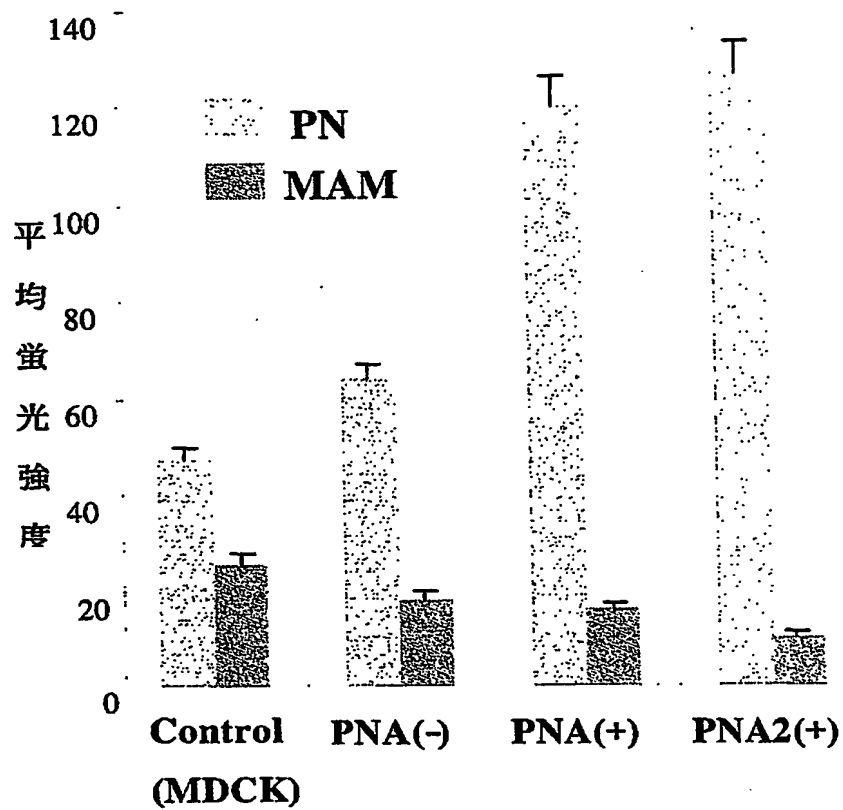 140
120
100
80
60
40
20
0
平均蛍光強度
PN
MAM
Control
(MDCK)
PNA(-)
PNA(+)
PNA2(+)